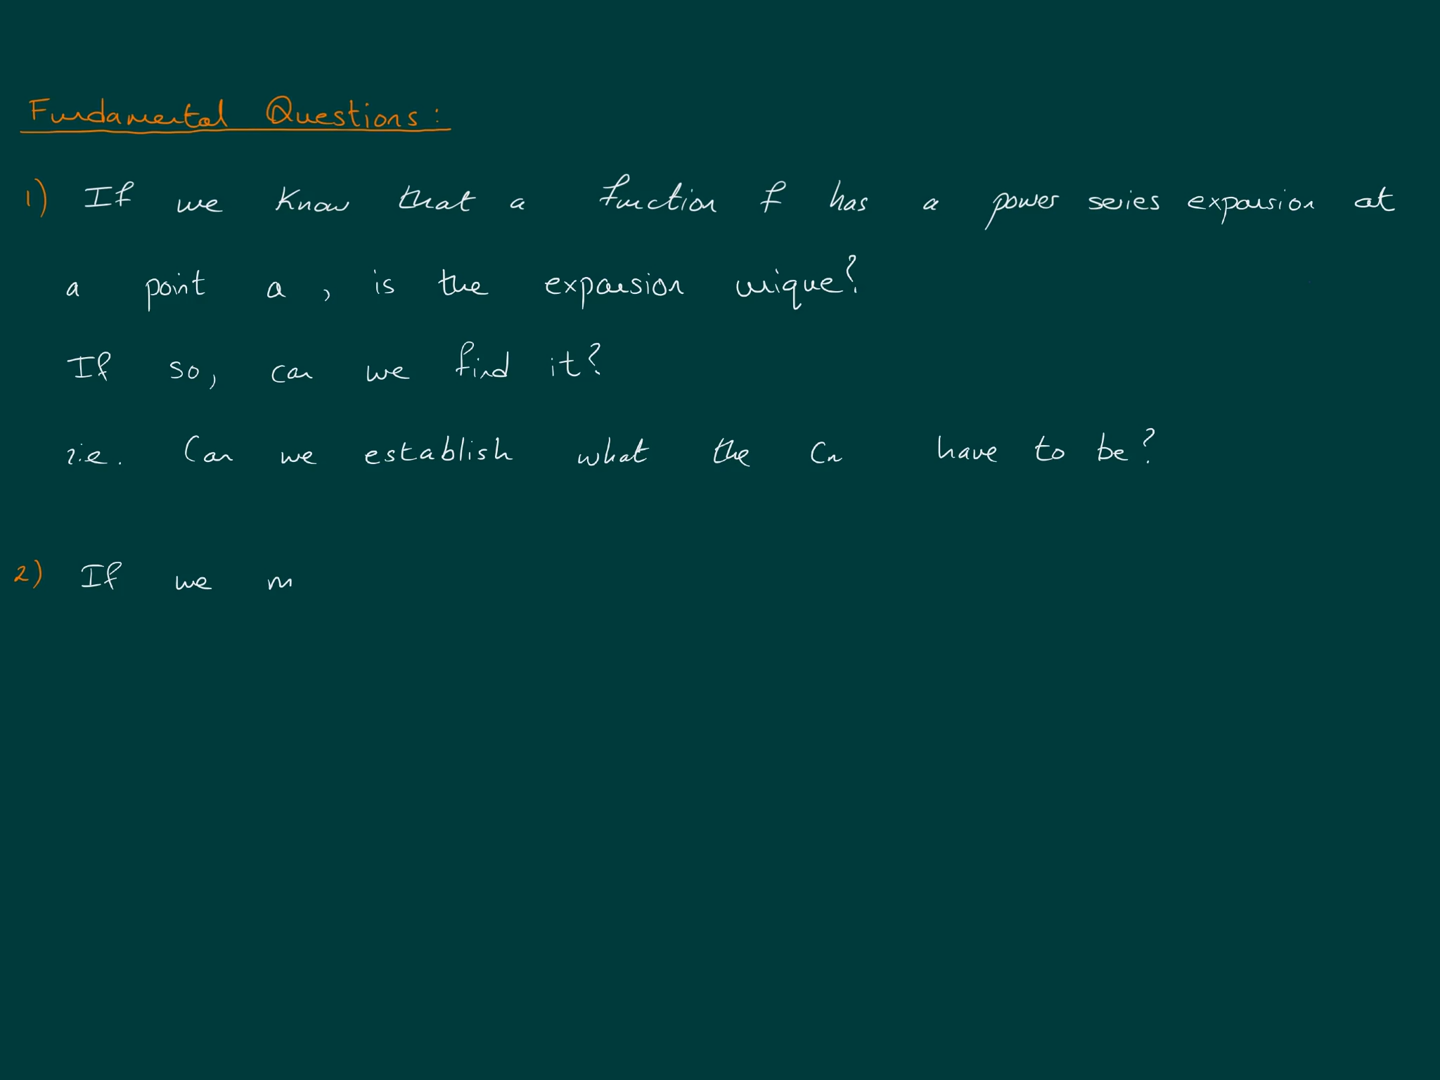 Fundamental Questions:
1) If we know that a function f has a power series expansion at
a point a, is the expansion unique?
If so, can we find it?
i.e. Can we establish what the Cn have to be?
2) If we m